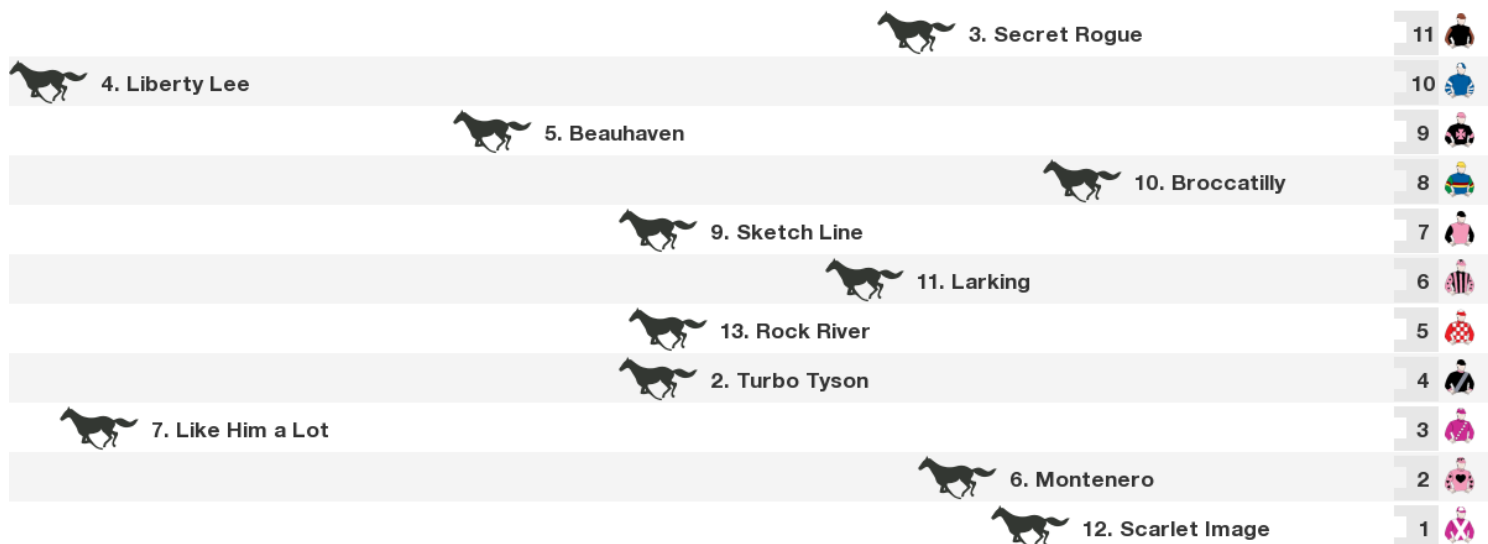 3. Secret Rogue 11
4. Liberty Lee 10
5. Beauhaven 9
10. Broccatilly 8
9. Sketch Line 7
11. Larking 6
13. Rock River 5
2. Turbo Tyson 4
7. Like Him a Lot 3
6. Montenero 2
12. Scarlet Image 1